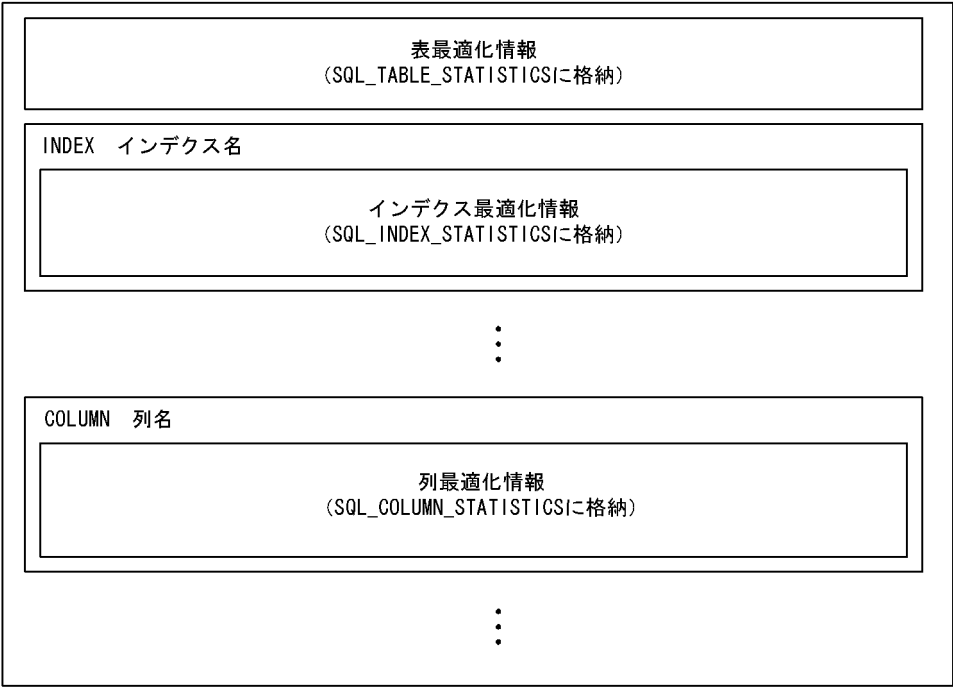 表最適化情報
（SQL_TABLE_STATISTICSに格納）
INDEX　インデクス名
インデクス最適化情報
（SQL_INDEX_STATISTICSに格納）
COLUMN　列名
列最適化情報
（SQL_COLUMN_STATISTICSに格納）